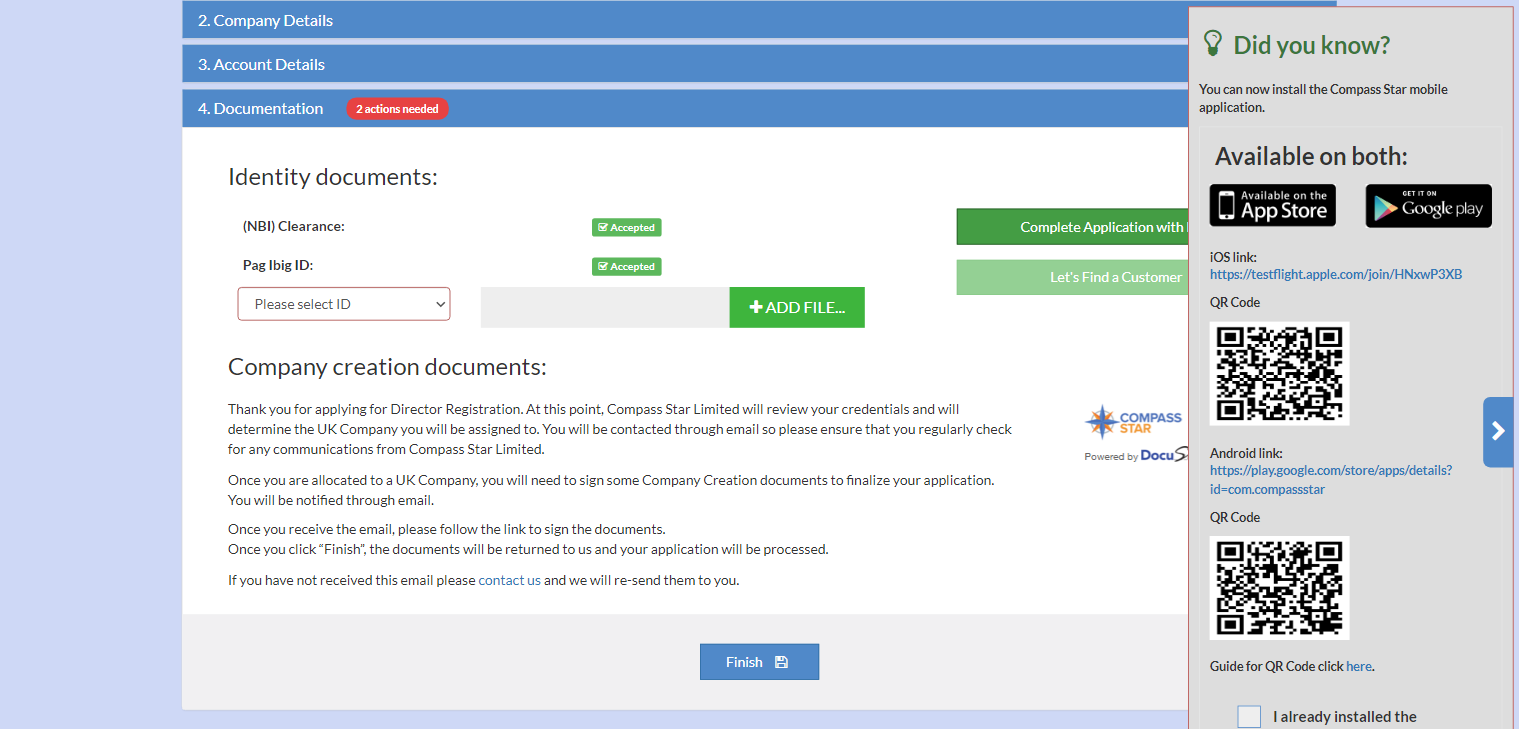 2. Company Details
3. Account Details
4. Documentation
2 actions needed
Identity documents:
(NBI) Clearance:
Accepted
Pag Ibig ID:
Accepted
Please select ID
ADD FILE...
Complete Application with
Let's Find a Customer
Company creation documents:
Thank you for applying for Director Registration. At this point, Compass Star Limited will review your credentials and will
determine the UK Company you will be assigned to. You will be contacted through email so please ensure that you regularly check
for any communications from Compass Star Limited.
Once you are allocated to a UK Company, you will need to sign some Company Creation documents to finalize your application.
You will be notified through email.
Once you receive the email, please follow the link to sign the documents.
Once you click “Finish”, the documents will be returned to us and your application will be processed.
If you have not received this email please contact us and we will re-send them to you.
COMPASS
STAR
Powered by DocuS
Finish
Did you know?
You can now install the Compass Star mobile
application.
Available on both:
Available on the
App Store
GET IT ON
Google play
iOS link:
https://testflight.apple.com/join/HNxwP3XB
QR Code
Android link:
https://play.google.com/store/apps/details?
id=com.compassstar
QR Code
Guide for QR Code click here.
I already installed the